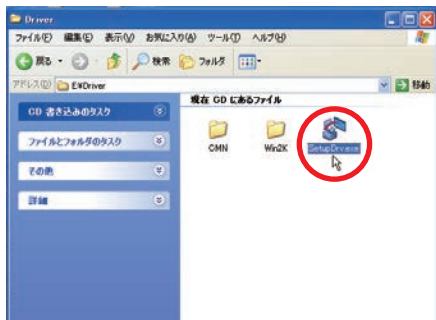 Driver
ファイル(F) 編集(E) 表示(V) お気に入り(A) ツール(T) ヘルプ(H)
戻る 検索 フォルダ
アドレス(D) E:¥Driver 移動
現在 CD にあるファイル
CD 書き込みのタスク
ファイルとフォルダのタスク
その他
詳細
CMN Win2K SetupDrv.exe